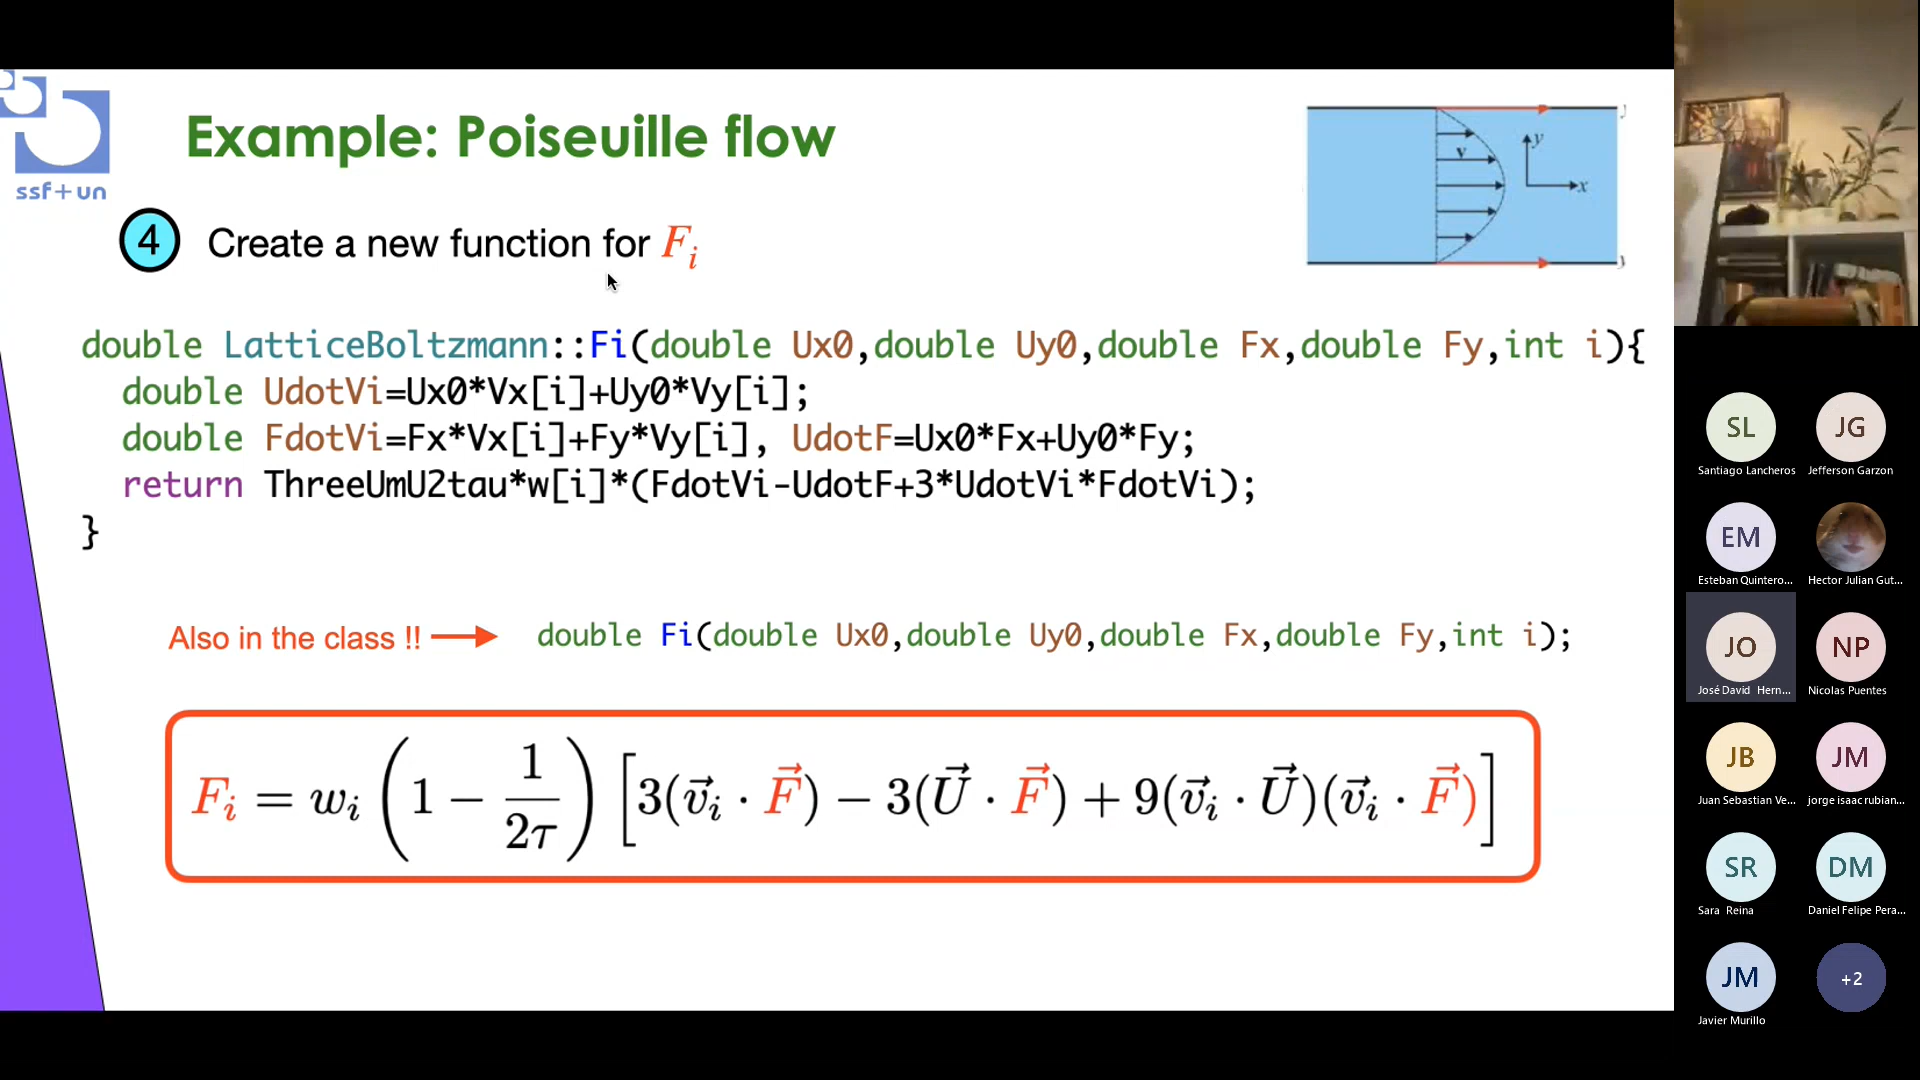 ssf+un
Example: Poiseuille flow
4 Create a new function for F_i
v
y
x
double LatticeBoltzmann::Fi(double Ux0,double Uy0,double Fx,double Fy,int i){
double UdotVi=Ux0*Vx[i]+Uy0*Vy[i];
double FdotVi=Fx*Vx[i]+Fy*Vy[i], UdotF=Ux0*Fx+Uy0*Fy;
return ThreeUmU2tau*w[i]*(FdotVi-UdotF+3*UdotVi*FdotVi);
}
Also in the class !! → double Fi(double Ux0,double Uy0,double Fx,double Fy,int i);
F_i = w_i (1 − 1/2τ) [3(v⃗_i · F⃗) − 3(U⃗ · F⃗) + 9(v⃗_i · U⃗)(v⃗_i · F⃗)]
SL JG
Santiago Lancheros Jefferson Garzon
EM
Esteban Quintero... Hector Julian Gut...
JO NP
José David Hern... Nicolas Puentes
JB JM
Juan Sebastian Ve... jorge isaac rubian...
SR DM
Sara Reina Daniel Felipe Pera...
JM +2
Javier Murillo